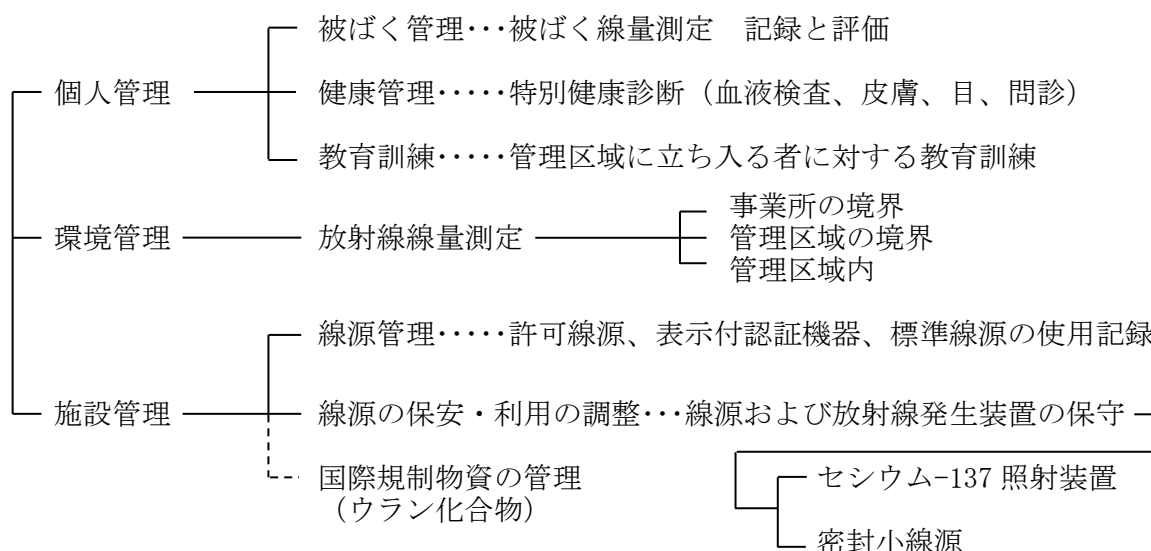 被ばく管理･･･被ばく線量測定　記録と評価
個人管理
健康管理･････特別健康診断（血液検査、皮膚、目、問診）
教育訓練･････管理区域に立ち入る者に対する教育訓練
環境管理
放射線線量測定
事業所の境界
管理区域の境界
管理区域内
線源管理･････許可線源、表示付認証機器、標準線源の使用記録
施設管理
線源の保安・利用の調整･･･線源および放射線発生装置の保守
国際規制物資の管理
（ウラン化合物）
セシウム-137 照射装置
密封小線源